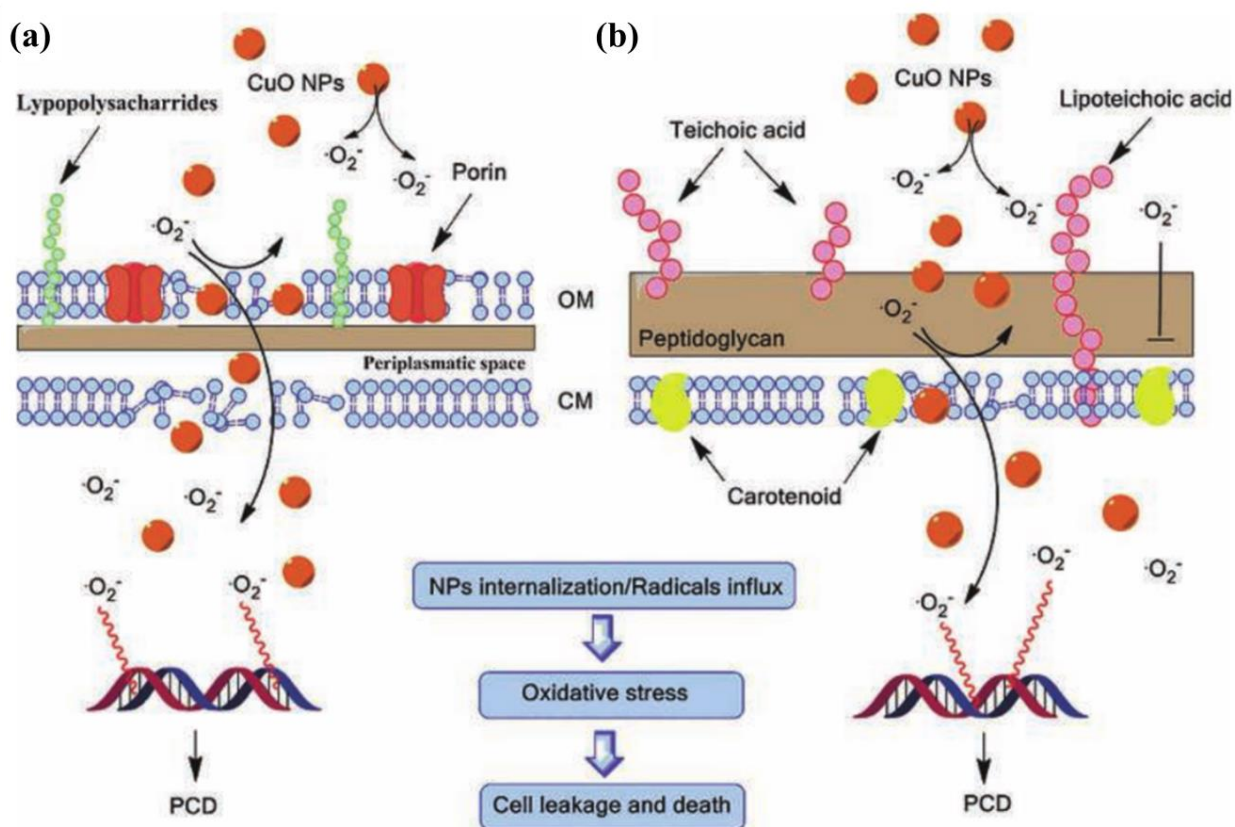 (a)
CuO NPs
Lypopolysacharrides
·O₂⁻
·O₂⁻
Porin
·O₂⁻
OM
Periplasmatic space
CM
·O₂⁻
·O₂⁻
·O₂⁻
·O₂⁻
PCD
(b)
CuO NPs
Lipoteichoic acid
Teichoic acid
·O₂⁻
·O₂⁻
·O₂⁻
·O₂⁻
Peptidoglycan
Carotenoid
·O₂⁻
·O₂⁻
·O₂⁻
PCD
NPs internalization/Radicals influx
Oxidative stress
Cell leakage and death